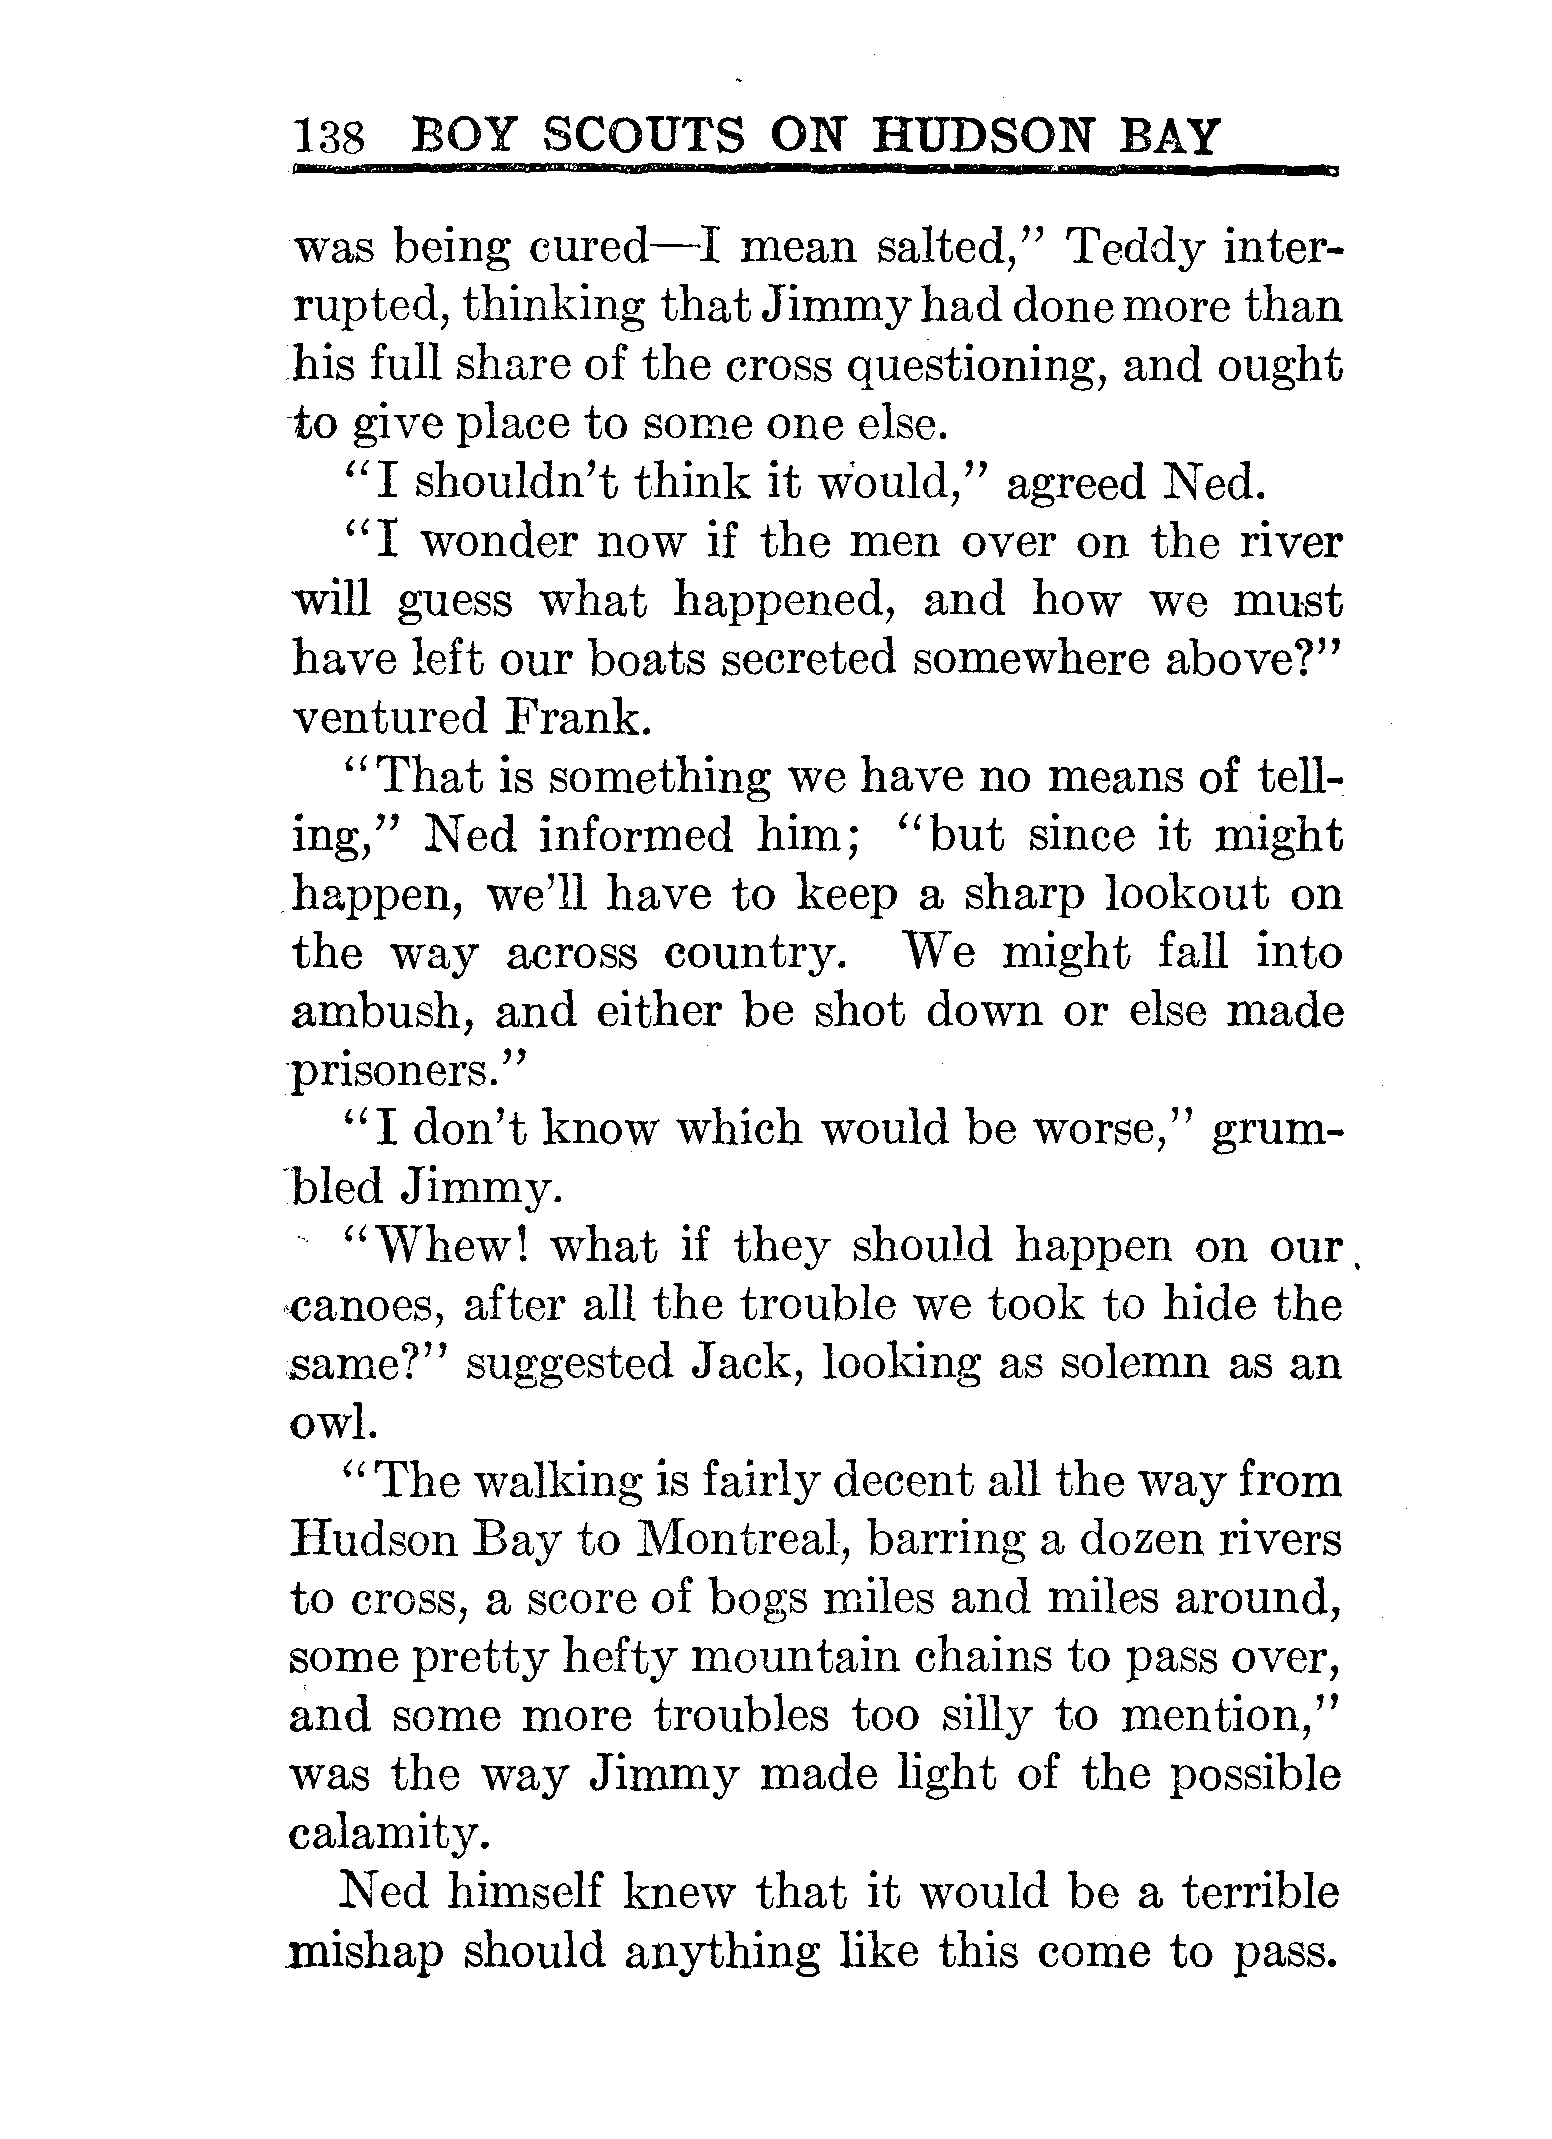 138 BOY SCOUTS ON HUDSON BAY
was being cured—I mean salted,” Teddy inter-
rupted, thinking that Jimmy had done more than
his full share of the cross questioning, and ought
to give place to some one else.
“I shouldn’t think it would,” agreed Ned.
“I wonder now if the men over on the river
will guess what happened, and how we must
have left our boats secreted somewhere above?”
ventured Frank.
“That is something we have no means of tell-
ing,” Ned informed him; “but since it might
happen, we’ll have to keep a sharp lookout on
the way across country. We might fall into
ambush, and either be shot down or else made
prisoners.”
“I don’t know which would be worse,” grum-
bled Jimmy.
“Whew! what if they should happen on our
canoes, after all the trouble we took to hide the
same?” suggested Jack, looking as solemn as an
owl.
“The walking is fairly decent all the way from
Hudson Bay to Montreal, barring a dozen rivers
to cross, a score of bogs miles and miles around,
some pretty hefty mountain chains to pass over,
and some more troubles too silly to mention,”
was the way Jimmy made light of the possible
calamity.
Ned himself knew that it would be a terrible
mishap should anything like this come to pass.